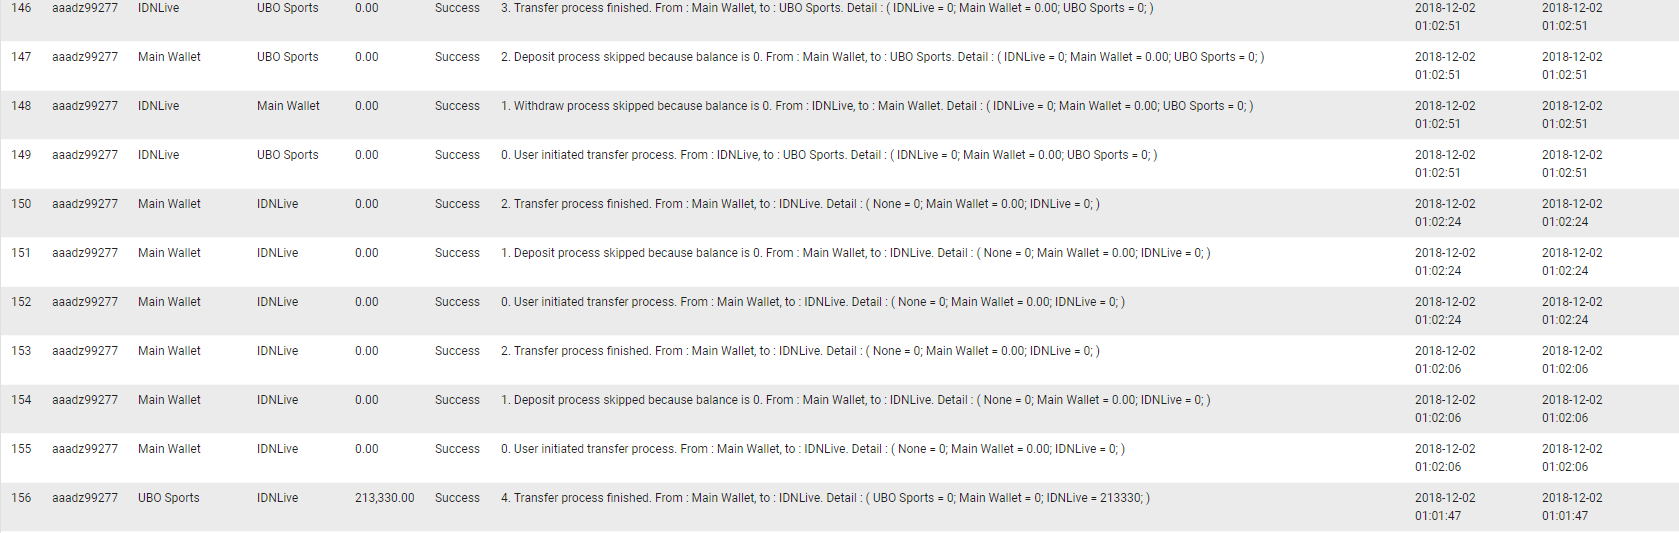 146 aaadz99277 IDNLive UBO Sports 0.00 Success 3. Transfer process finished. From : Main Wallet, to : UBO Sports. Detail : ( IDNLive = 0; Main Wallet = 0.00; UBO Sports = 0; ) 2018-12-02 2018-12-02
01:02:51 01:02:51
147 aaadz99277 Main Wallet UBO Sports 0.00 Success 2. Deposit process skipped because balance is 0. From : Main Wallet, to : UBO Sports. Detail : ( IDNLive = 0; Main Wallet = 0.00; UBO Sports = 0; ) 2018-12-02 2018-12-02
01:02:51 01:02:51
148 aaadz99277 IDNLive Main Wallet 0.00 Success 1. Withdraw process skipped because balance is 0. From : IDNLive, to : Main Wallet. Detail : ( IDNLive = 0; Main Wallet = 0.00; UBO Sports = 0; ) 2018-12-02 2018-12-02
01:02:51 01:02:51
149 aaadz99277 IDNLive UBO Sports 0.00 Success 0. User initiated transfer process. From : IDNLive, to : UBO Sports. Detail : ( IDNLive = 0; Main Wallet = 0.00; UBO Sports = 0; ) 2018-12-02 2018-12-02
01:02:51 01:02:51
150 aaadz99277 Main Wallet IDNLive 0.00 Success 2. Transfer process finished. From : Main Wallet, to : IDNLive. Detail : ( None = 0; Main Wallet = 0.00; IDNLive = 0; ) 2018-12-02 2018-12-02
01:02:24 01:02:24
151 aaadz99277 Main Wallet IDNLive 0.00 Success 1. Deposit process skipped because balance is 0. From : Main Wallet, to : IDNLive. Detail : ( None = 0; Main Wallet = 0.00; IDNLive = 0; ) 2018-12-02 2018-12-02
01:02:24 01:02:24
152 aaadz99277 Main Wallet IDNLive 0.00 Success 0. User initiated transfer process. From : Main Wallet, to : IDNLive. Detail : ( None = 0; Main Wallet = 0.00; IDNLive = 0; ) 2018-12-02 2018-12-02
01:02:24 01:02:24
153 aaadz99277 Main Wallet IDNLive 0.00 Success 2. Transfer process finished. From : Main Wallet, to : IDNLive. Detail : ( None = 0; Main Wallet = 0.00; IDNLive = 0; ) 2018-12-02 2018-12-02
01:02:06 01:02:06
154 aaadz99277 Main Wallet IDNLive 0.00 Success 1. Deposit process skipped because balance is 0. From : Main Wallet, to : IDNLive. Detail : ( None = 0; Main Wallet = 0.00; IDNLive = 0; ) 2018-12-02 2018-12-02
01:02:06 01:02:06
155 aaadz99277 Main Wallet IDNLive 0.00 Success 0. User initiated transfer process. From : Main Wallet, to : IDNLive. Detail : ( None = 0; Main Wallet = 0.00; IDNLive = 0; ) 2018-12-02 2018-12-02
01:02:06 01:02:06
156 aaadz99277 UBO Sports IDNLive 213,330.00 Success 4. Transfer process finished. From : Main Wallet, to : IDNLive. Detail : ( UBO Sports = 0; Main Wallet = 0; IDNLive = 213330; ) 2018-12-02 2018-12-02
01:01:47 01:01:47